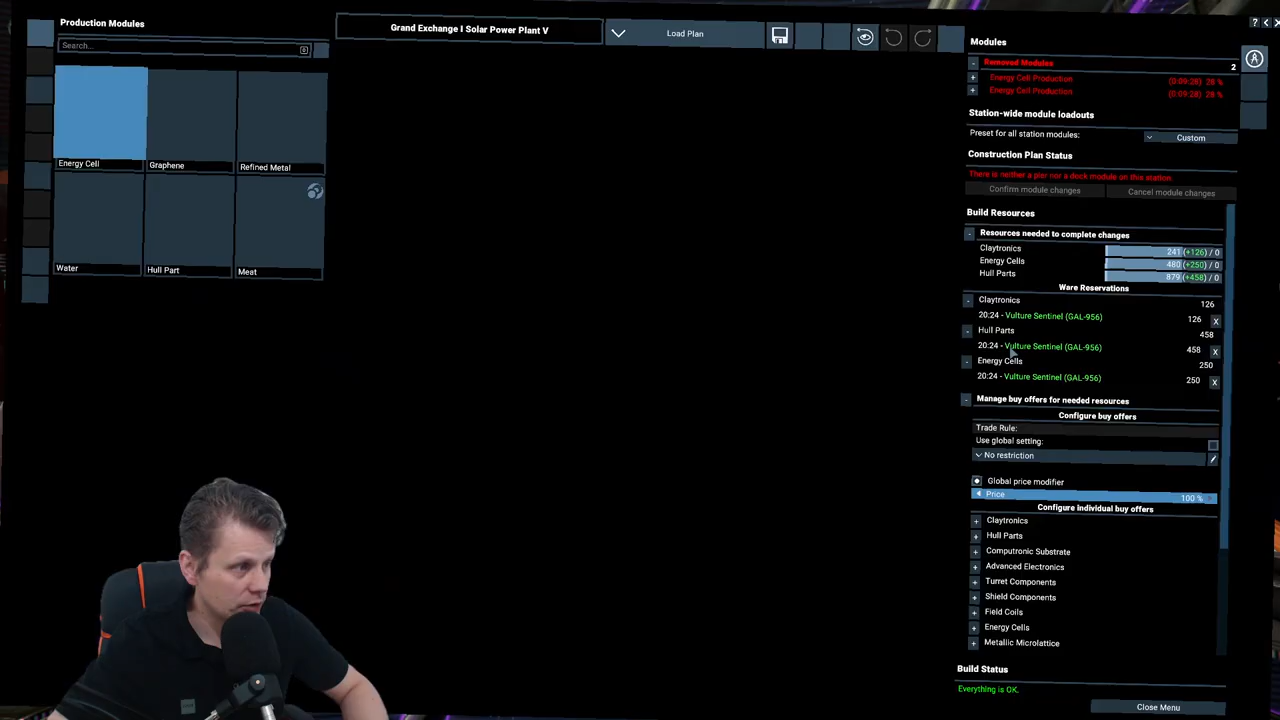 Production Modules
Search...
Energy Cell
Graphene
Refined Metal
Water
Hull Part
Meat
Grand Exchange I Solar Power Plant V
Load Plan
?
Modules
- Removed Modules 2
+ Energy Cell Production (0:09:28) 28 %
+ Energy Cell Production (0:09:28) 28 %
Station-wide module loadouts
Preset for all station modules: Custom
Construction Plan Status
There is neither a pier nor a dock module on this station.
Confirm module changes Cancel module changes
Build Resources
- Resources needed to complete changes
Claytronics 241 (+126) / 0
Energy Cells 480 (+250) / 0
Hull Parts 879 (+458) / 0
Ware Reservations
- Claytronics 126
20:24 - Vulture Sentinel (GAL-956) 126 X
- Hull Parts 458
20:24 - Vulture Sentinel (GAL-956) 458 X
- Energy Cells 250
20:24 - Vulture Sentinel (GAL-956) 250 X
- Manage buy offers for needed resources
Configure buy offers
Trade Rule:
Use global setting:
No restriction
Global price modifier
Price 100 %
Configure individual buy offers
+ Claytronics
+ Hull Parts
+ Computronic Substrate
+ Advanced Electronics
+ Turret Components
+ Shield Components
+ Field Coils
+ Energy Cells
+ Metallic Microlattice
Build Status
Everything is OK.
Close Menu